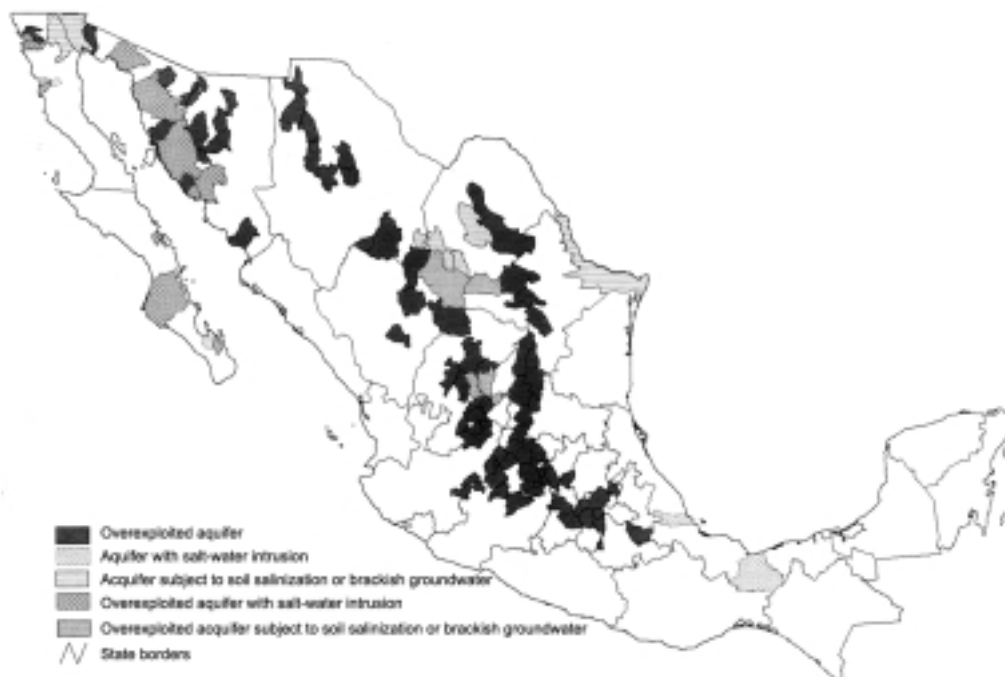 Overexploited aquifer
Aquifer with salt-water intrusion
Acquifer subject to soil salinization or brackish groundwater
Overexploited aquifer with salt-water intrusion
Overexploited acquifer subject to soil salinization or brackish groundwater
State borders